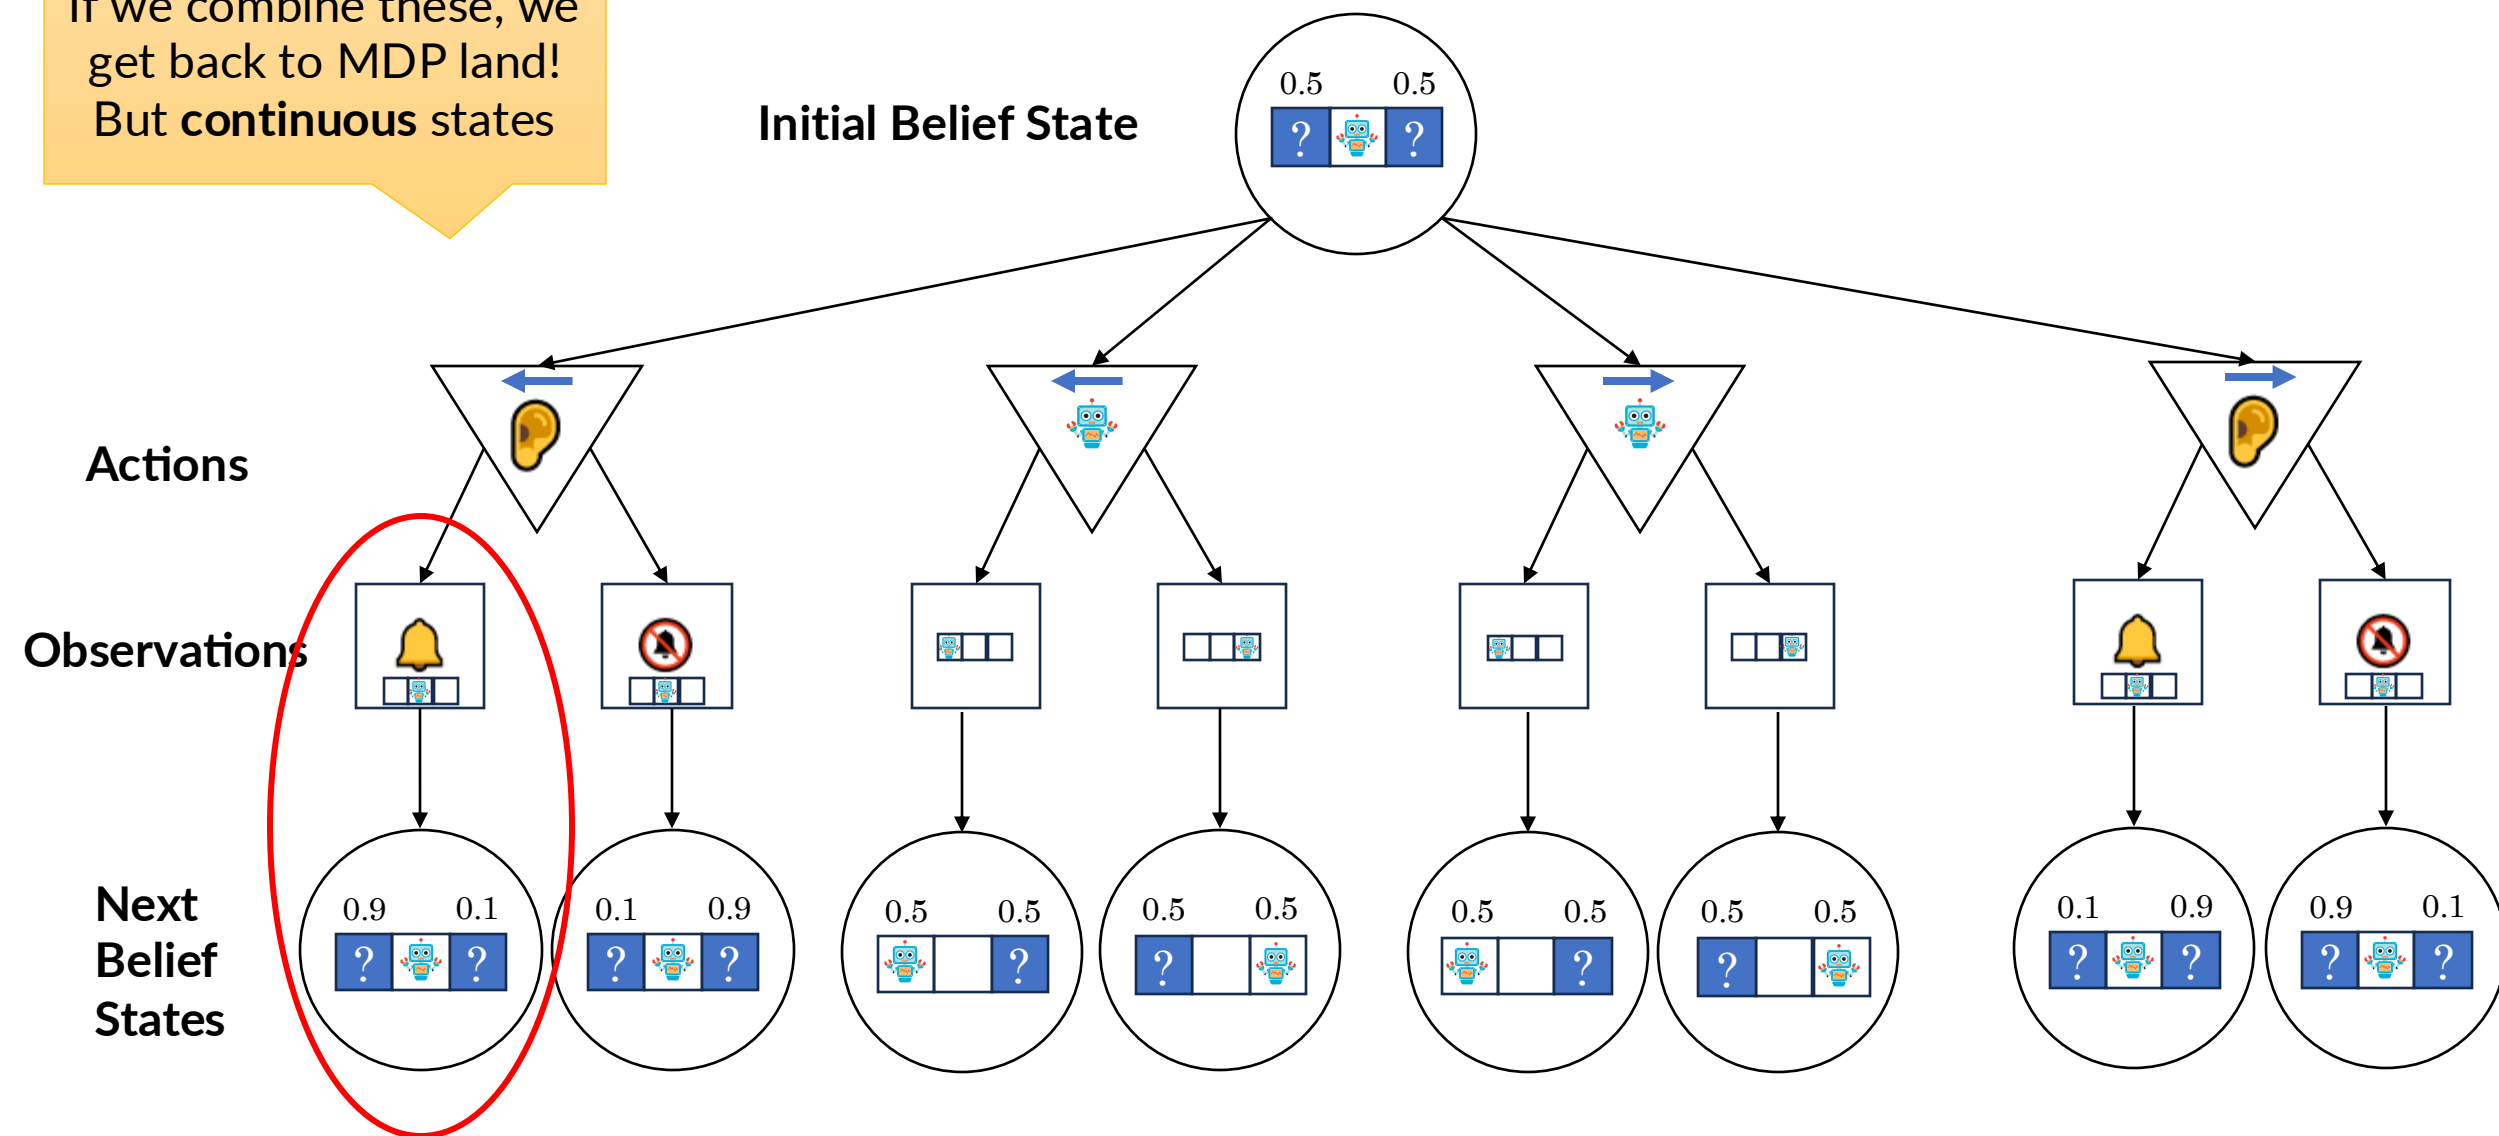 If we combine these, we
get back to MDP land!
But continuous states
Initial Belief State
0.5 0.5
? ?
Actions
Observations
Next
Belief
States
0.9 0.1
? ?
0.1 0.9
? ?
0.5 0.5
?
0.5 0.5
?
0.5 0.5
?
0.5 0.5
?
0.1 0.9
? ?
0.9 0.1
? ?